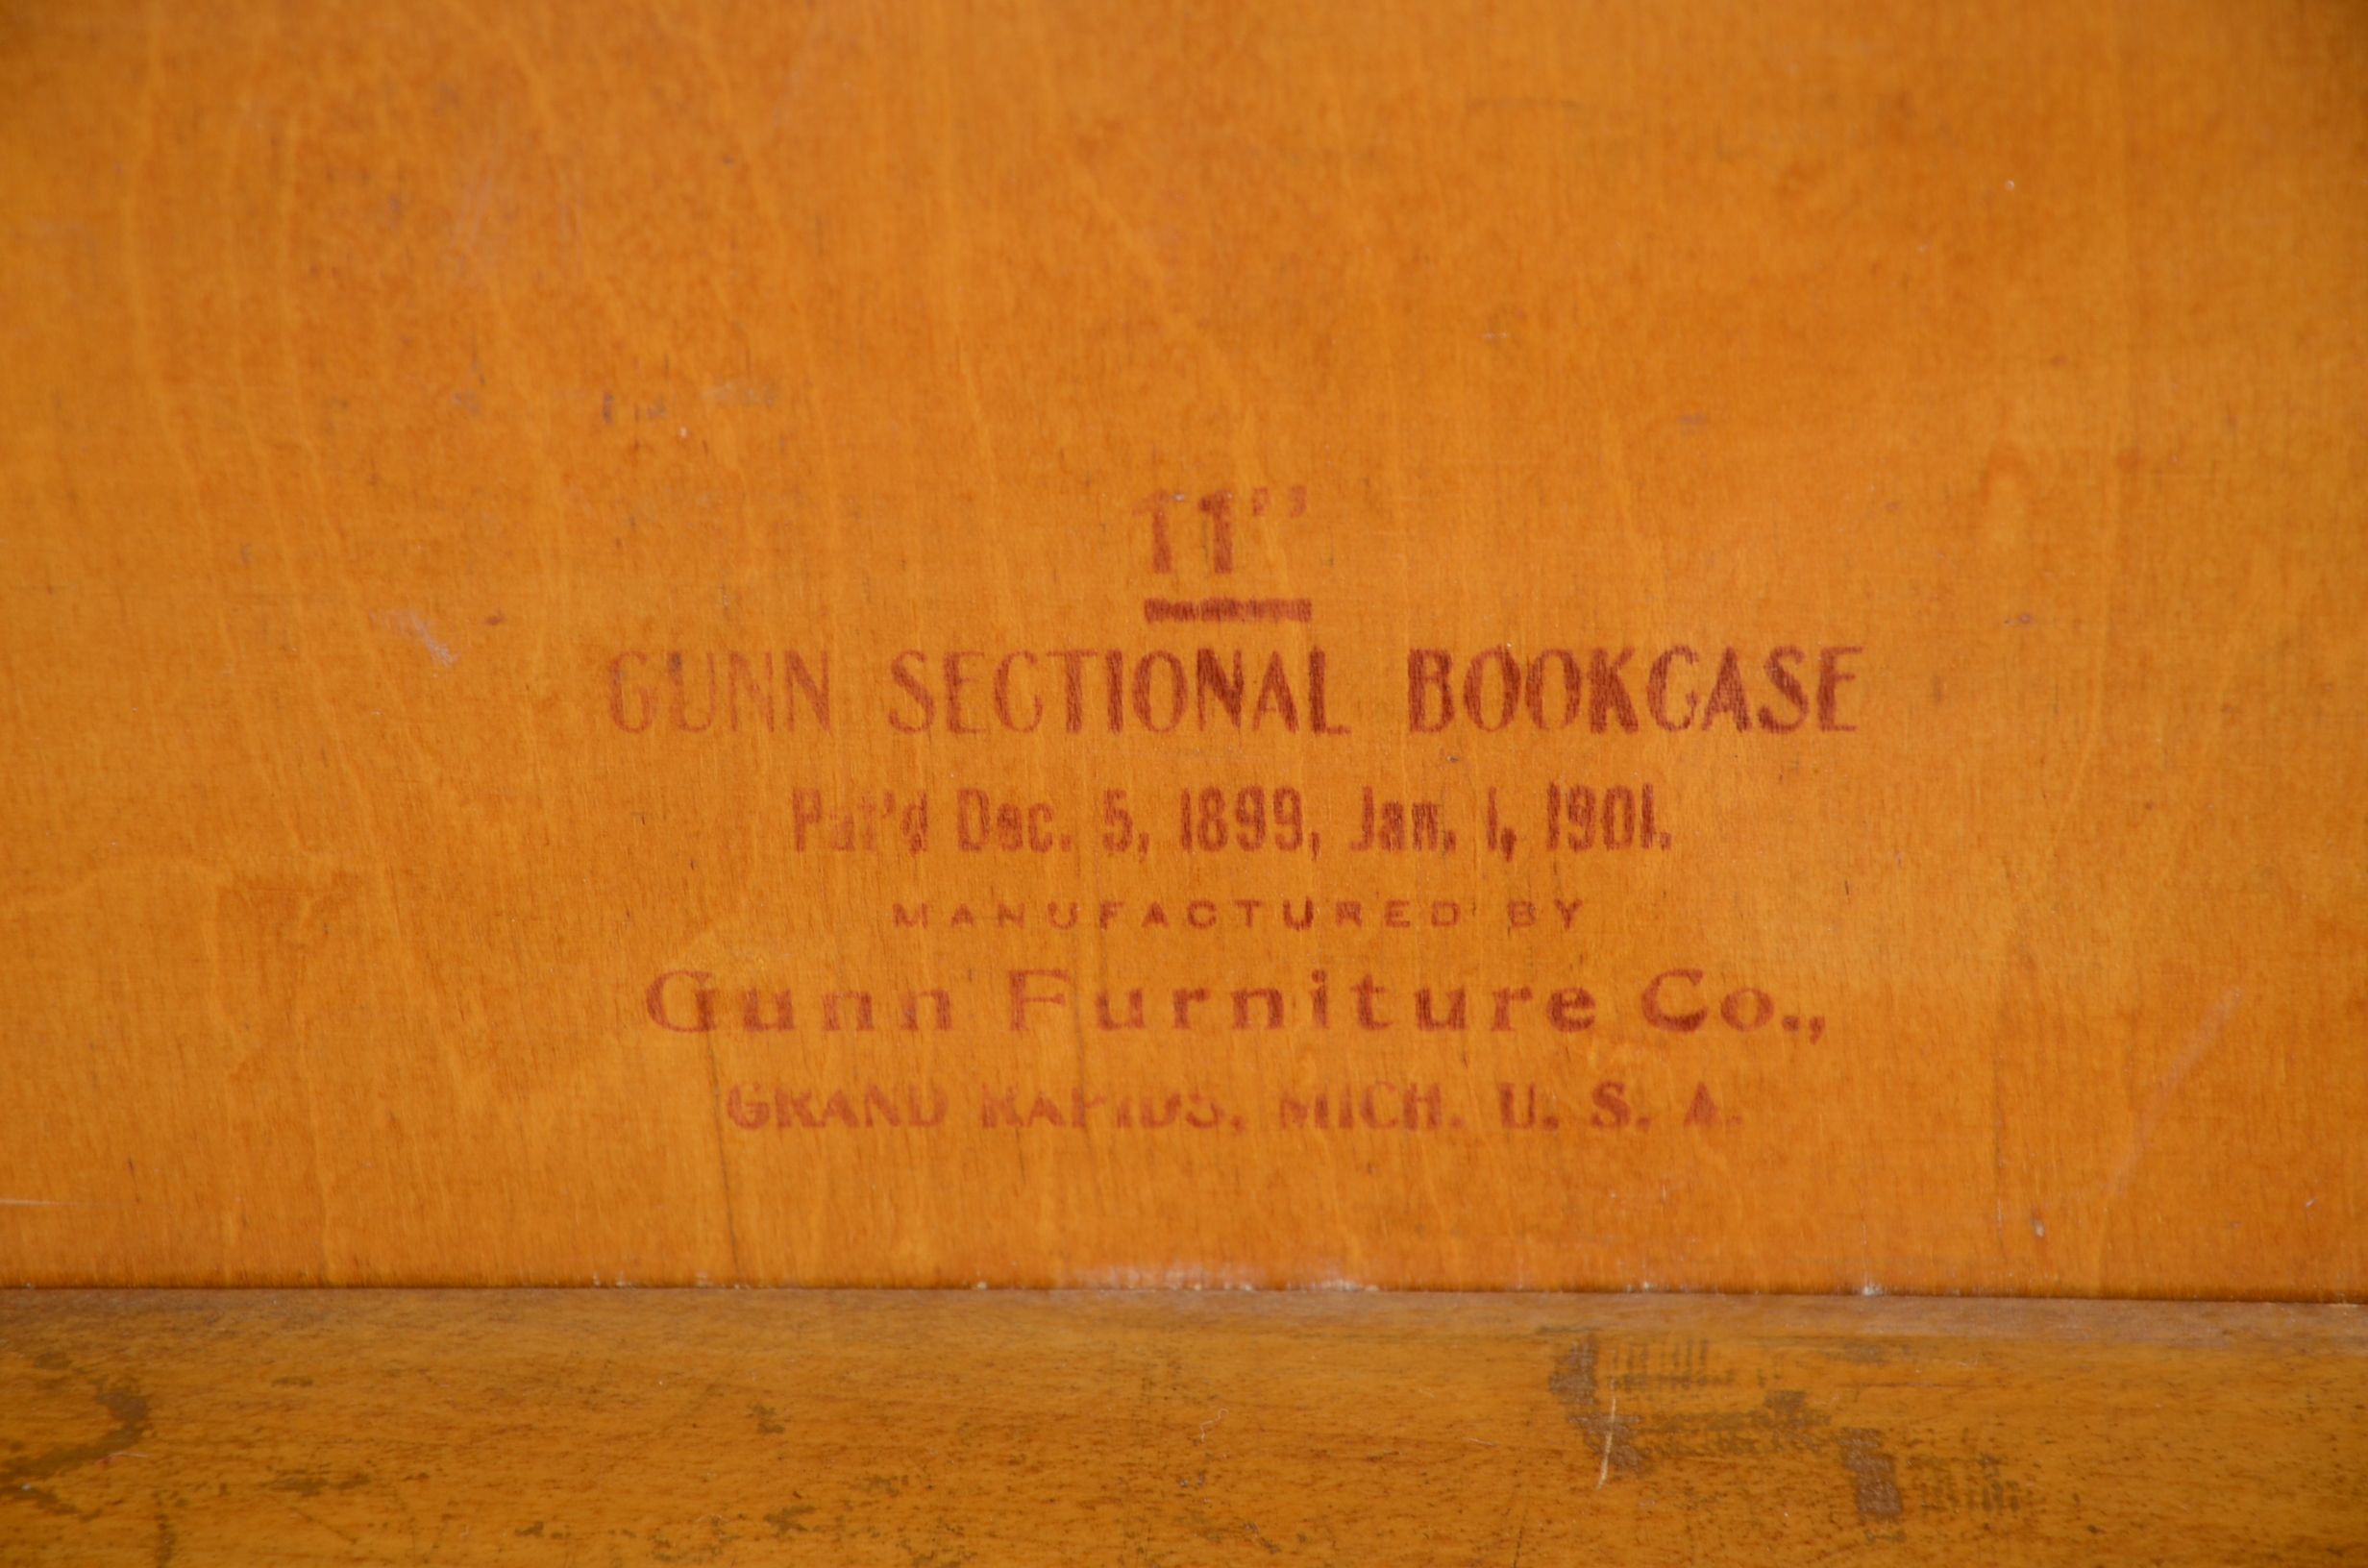 11"
GUNN SECTIONAL BOOKCASE
Pat'd Dec. 5, 1899, Jan. 1, 1901.
MANUFACTURED BY
Gunn Furniture Co.,
GRAND RAPIDS, MICH. U. S. A.